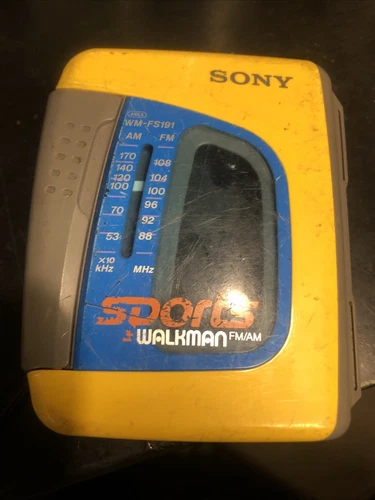 SONY
WM-FS191
AM FM
170 108
140
120 104
100 100
96
70 92
53 88
x10
kHz MHz
SPORTS
WALKMAN FM/AM